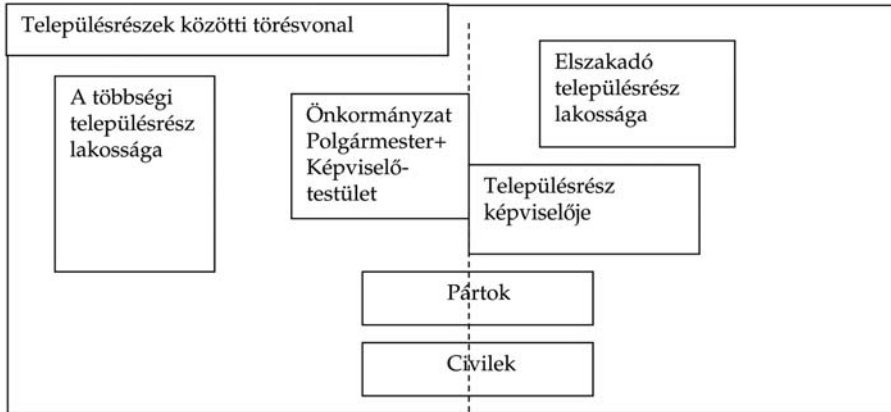 Településrészek közötti törésvonal
A többségi
településrész
lakossága
Önkormányzat
Polgármester+
Képviselő-
testület
Elszakadó
településrész
lakossága
Településrész
képviselője
Pártok
Civilek